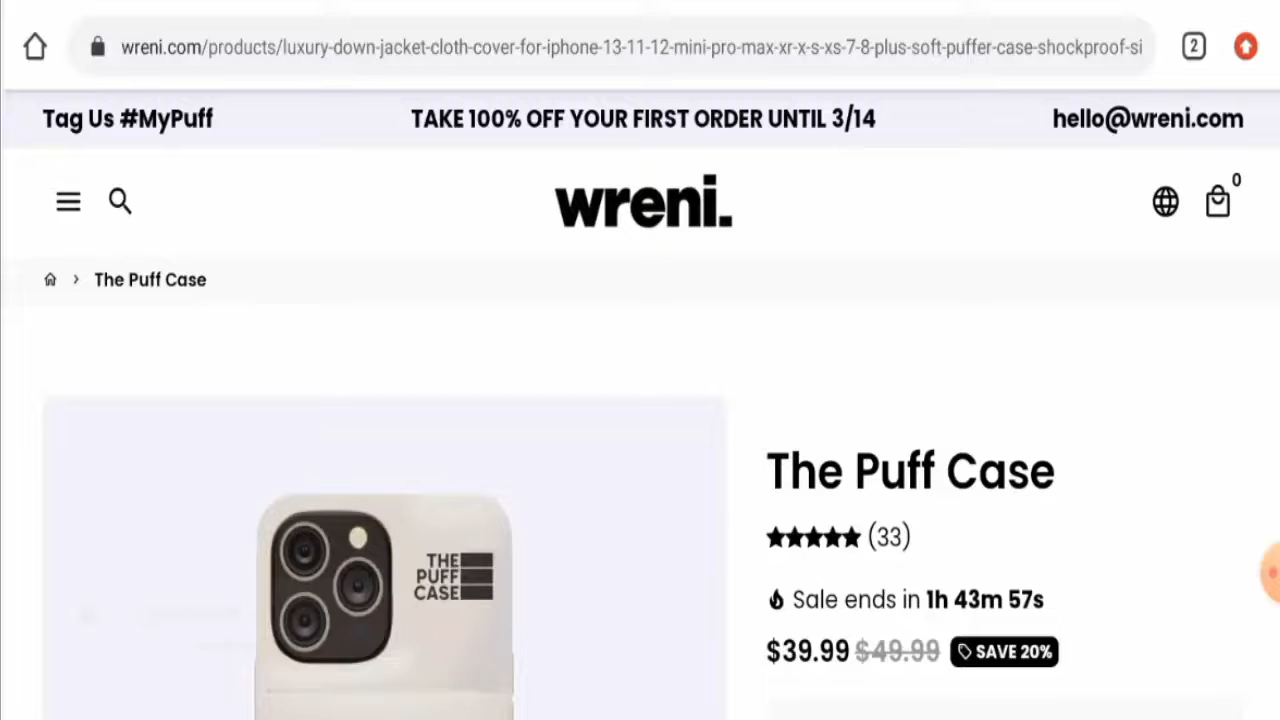 wreni.com/products/luxury-down-jacket-cloth-cover-for-iphone-13-11-12-mini-pro-max-xr-x-s-xs-7-8-plus-soft-puffer-case-shockproof-si
2
Tag Us #MyPuff
TAKE 100% OFF YOUR FIRST ORDER UNTIL 3/14
hello@wreni.com
wreni.
0
The Puff Case
The Puff Case
(33)
THE
PUFF
CASE
Sale ends in 1h 43m 57s
$39.99 $49.99 SAVE 20%